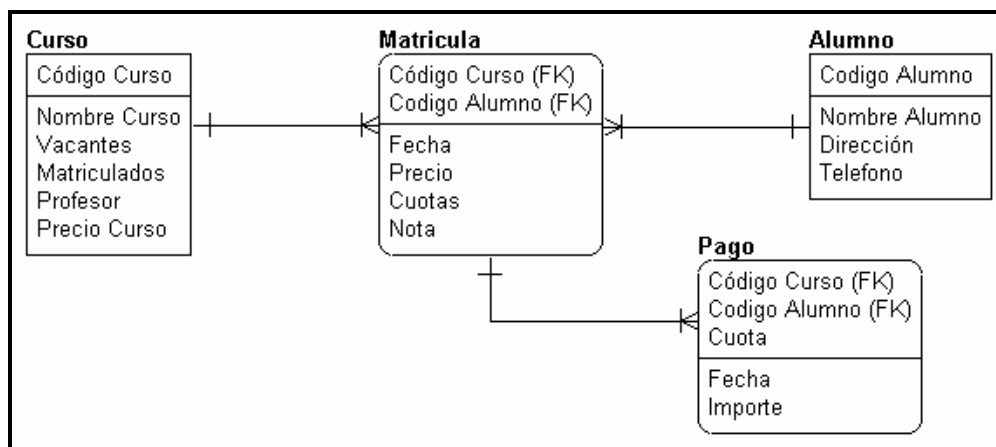 Curso
Código Curso
Nombre Curso
Vacantes
Matriculados
Profesor
Precio Curso
Matricula
Código Curso (FK)
Codigo Alumno (FK)
Fecha
Precio
Cuotas
Nota
Alumno
Codigo Alumno
Nombre Alumno
Dirección
Telefono
Pago
Código Curso (FK)
Codigo Alumno (FK)
Cuota
Fecha
Importe